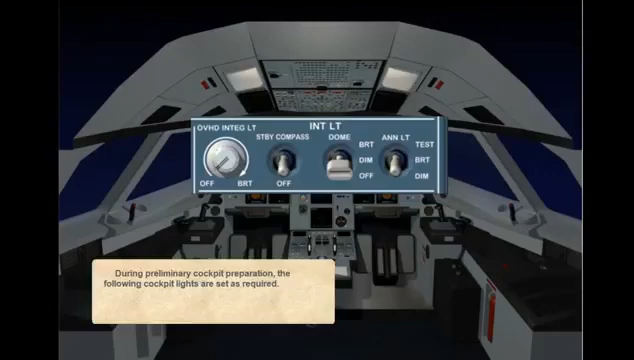 INT LT
OVHD INTEG LT
STBY COMPASS
DOME
ANN LT
BRT
TEST
DIM
BRT
OFF
BRT
OFF
OFF
DIM
During preliminary cockpit preparation, the
following cockpit lights are set as required.